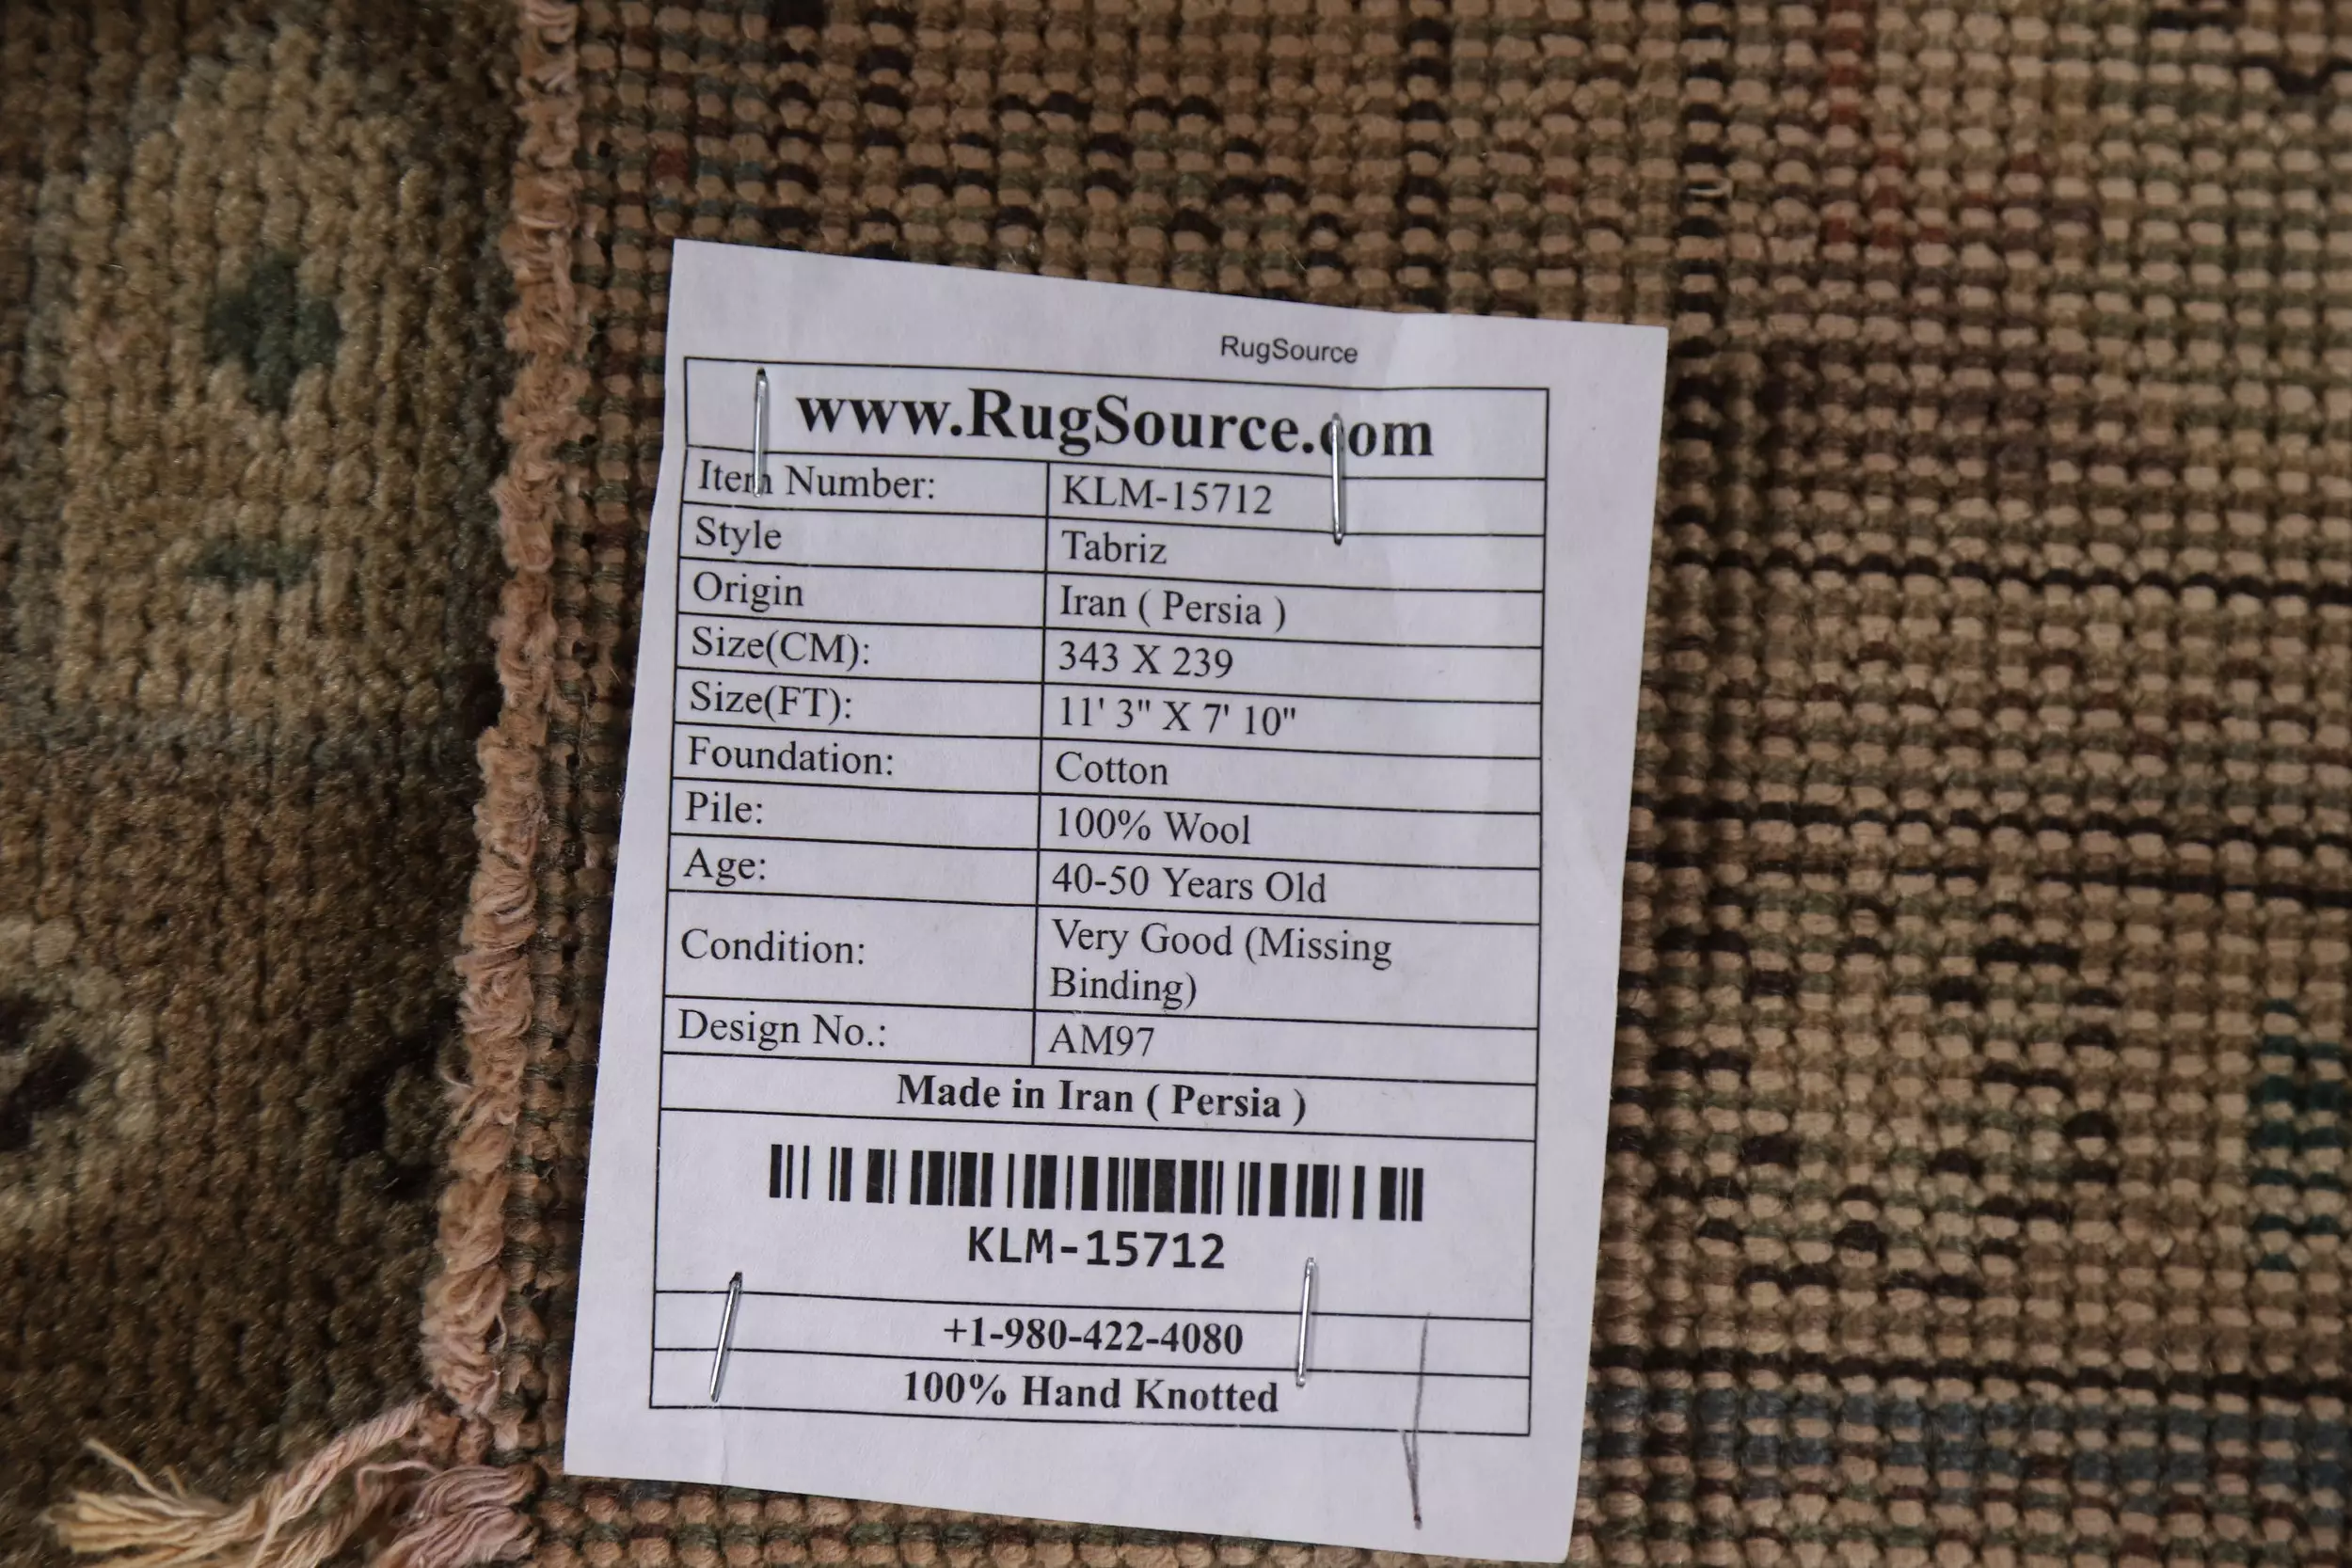 RugSource
www.RugSource.com
Item Number: KLM-15712
Style Tabriz
Origin Iran ( Persia )
Size(CM): 343 X 239
Size(FT): 11' 3" X 7' 10"
Foundation: Cotton
Pile: 100% Wool
Age: 40-50 Years Old
Condition: Very Good (Missing
Binding)
Design No.: AM97
Made in Iran ( Persia )
KLM-15712
+1-980-422-4080
100% Hand Knotted